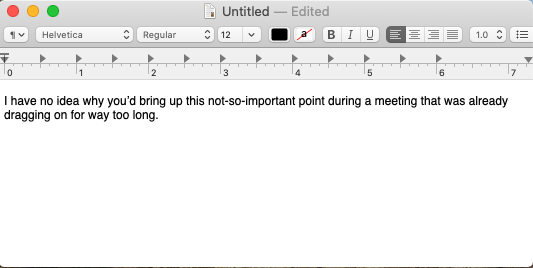 Untitled — Edited
¶ Helvetica Regular 12 a B I U 1.0
0 1 2 3 4 5 6 7
I have no idea why you’d bring up this not-so-important point during a meeting that was already
dragging on for way too long.